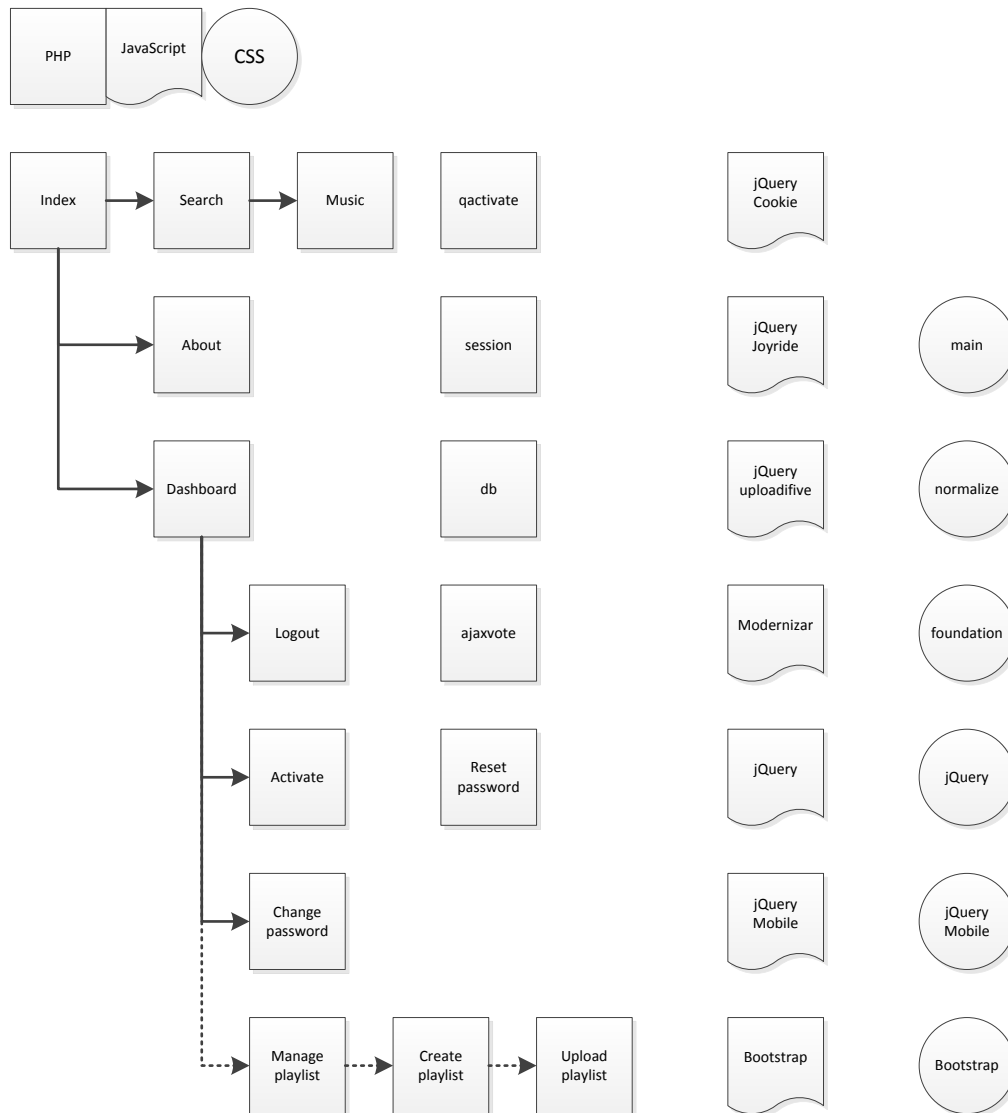 PHP
JavaScript
CSS
Index
Search
Music
qactivate
jQuery
Cookie
About
session
jQuery
Joyride
main
Dashboard
db
jQuery
uploadifive
normalize
Logout
ajaxvote
Modernizar
foundation
Activate
Reset
password
jQuery
jQuery
Change
password
jQuery
Mobile
jQuery
Mobile
Manage
playlist
Create
playlist
Upload
playlist
Bootstrap
Bootstrap